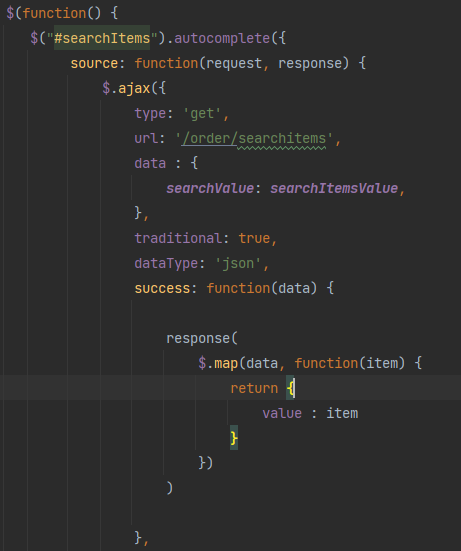 $(function() {
    $("#searchItems").autocomplete({
        source: function(request, response) {
            $.ajax({
                type: 'get',
                url: '/order/searchitems',
                data : {
                    searchValue: searchItemsValue,
                },
                traditional: true,
                dataType: 'json',
                success: function(data) {

                    response(
                        $.map(data, function(item) {
                            return {
                                value : item
                            }
                        })
                    )

                },